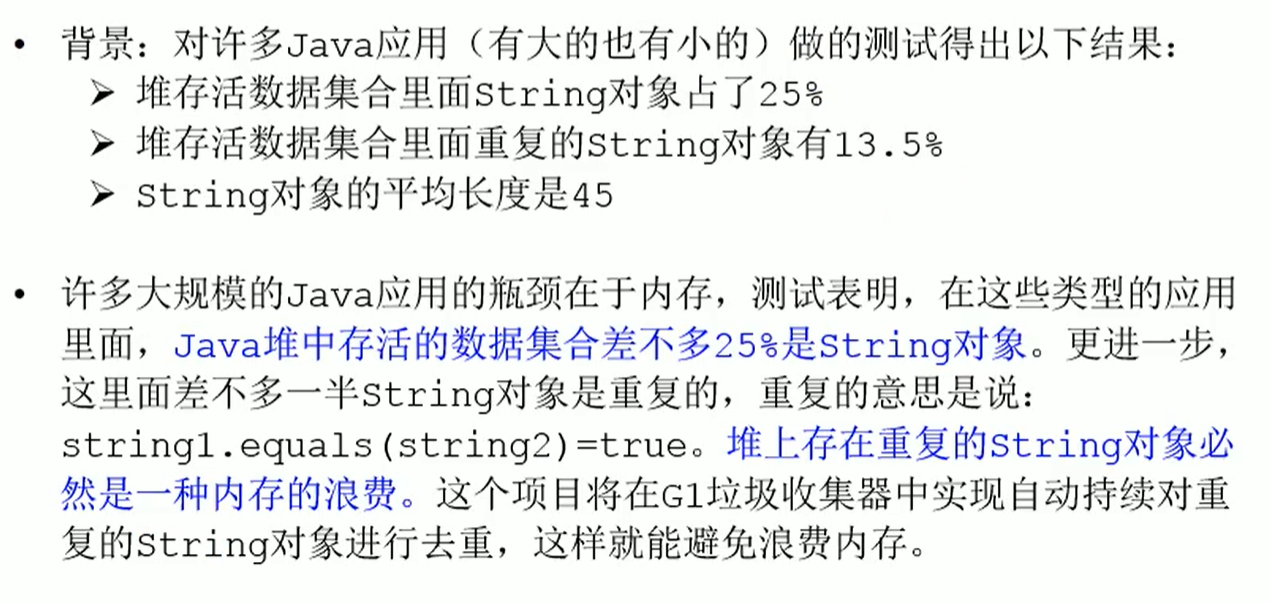 • 背景：对许多Java应用（有大的也有小的）做的测试得出以下结果：
➢ 堆存活数据集合里面String对象占了25%
➢ 堆存活数据集合里面重复的String对象有13.5%
➢ String对象的平均长度是45
• 许多大规模的Java应用的瓶颈在于内存，测试表明，在这些类型的应用
里面，Java堆中存活的数据集合差不多25%是String对象。更进一步，
这里面差不多一半String对象是重复的，重复的意思是说：
string1.equals(string2)=true。堆上存在重复的String对象必
然是一种内存的浪费。这个项目将在G1垃圾收集器中实现自动持续对重
复的String对象进行去重，这样就能避免浪费内存。